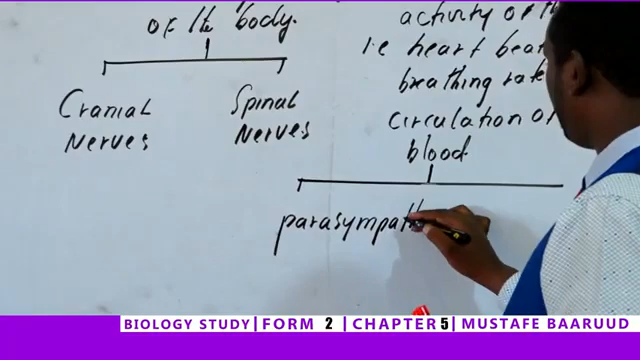 of the body.
Cranial
Nerves
Spinal
Nerves
activity of
i.e heart
breathing rate
circulation
blood
parasympath
BIOLOGY STUDY | FORM 2 | CHAPTER 5 | MUSTAFE BAARUUD